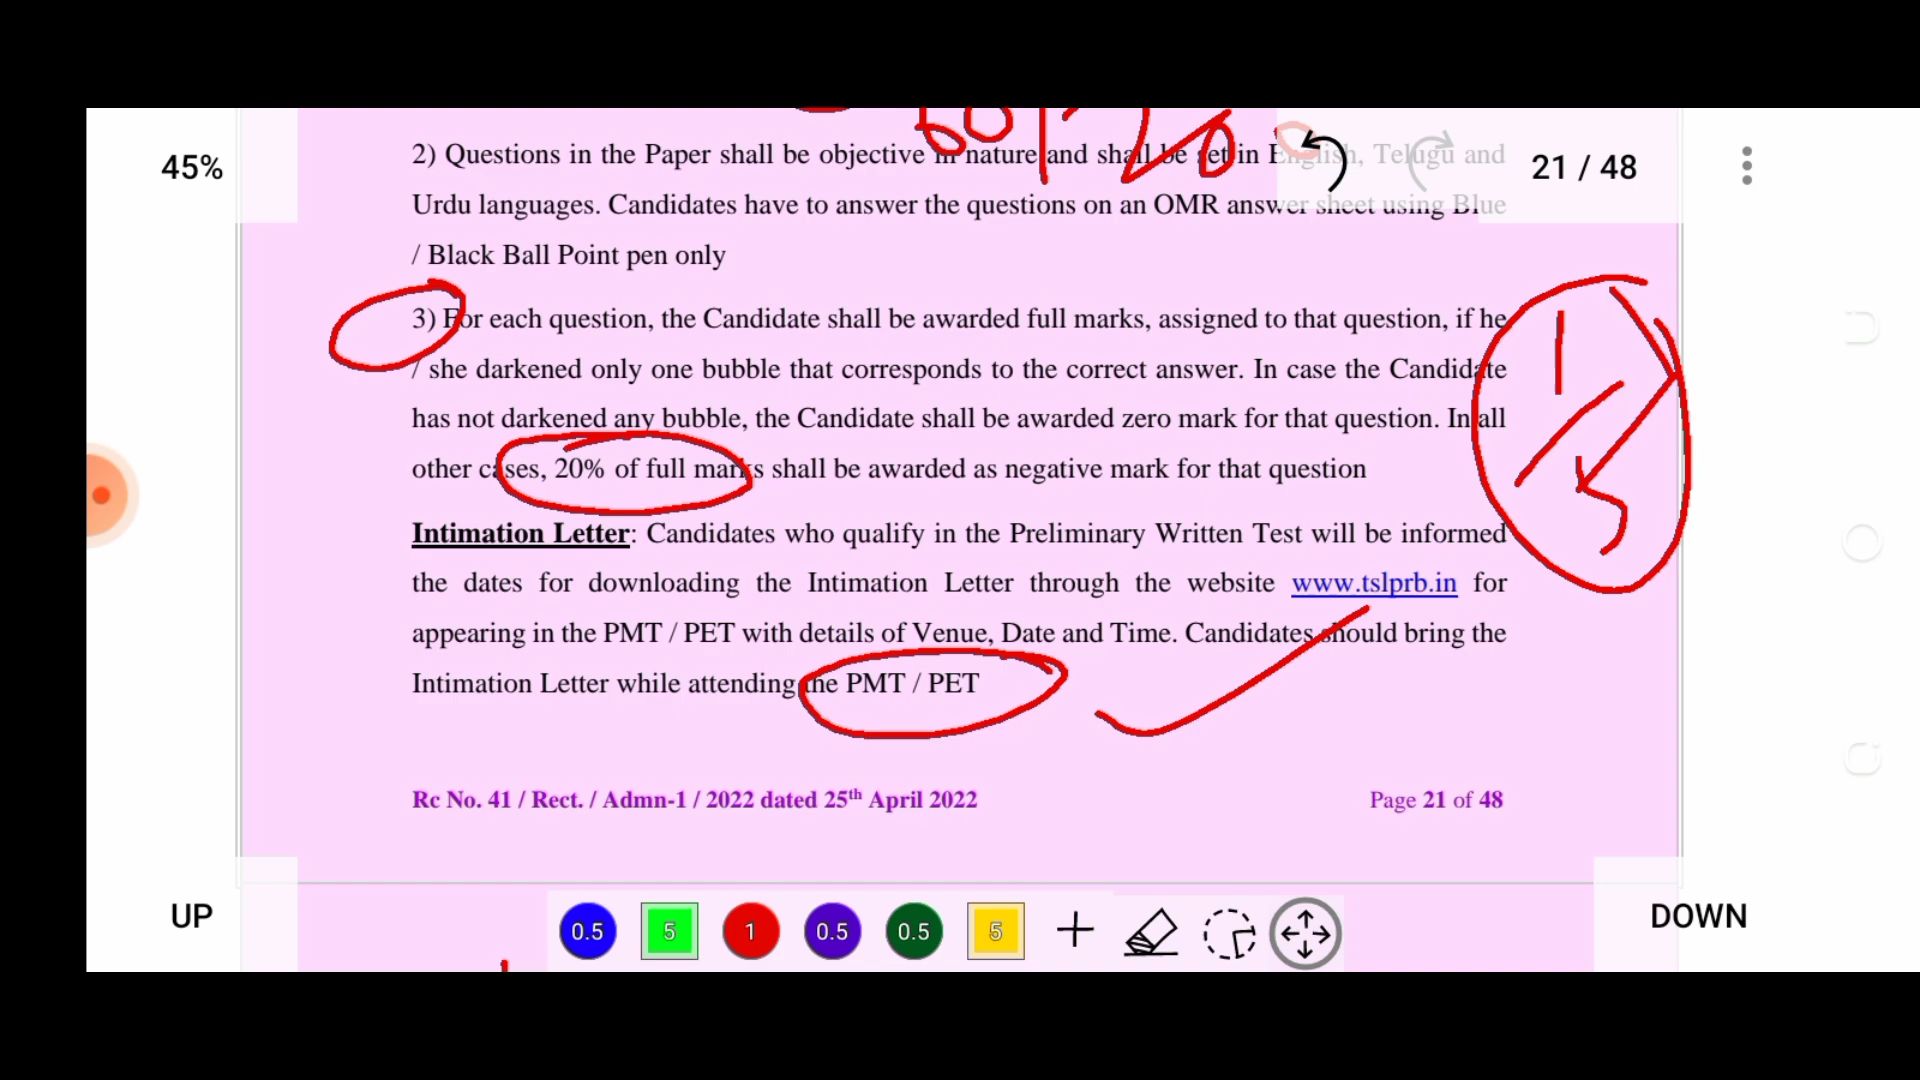 60/20
45%
21 / 48
2) Questions in the Paper shall be objective in nature and shall be set in English, Telugu and
Urdu languages. Candidates have to answer the questions on an OMR answer sheet using Blue
/ Black Ball Point pen only
3) For each question, the Candidate shall be awarded full marks, assigned to that question, if he
/ she darkened only one bubble that corresponds to the correct answer. In case the Candidate
has not darkened any bubble, the Candidate shall be awarded zero mark for that question. In all
other cases, 20% of full marks shall be awarded as negative mark for that question
1/5
Intimation Letter: Candidates who qualify in the Preliminary Written Test will be informed
the dates for downloading the Intimation Letter through the website www.tslprb.in for
appearing in the PMT / PET with details of Venue, Date and Time. Candidates should bring the
Intimation Letter while attending the PMT / PET
Rc No. 41 / Rect. / Admn-1 / 2022 dated 25th April 2022
Page 21 of 48
UP
0.5 5 1 0.5 0.5 5
DOWN